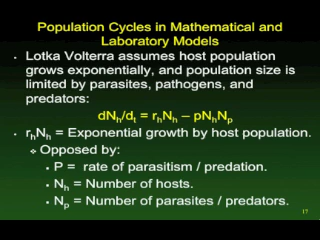 Population Cycles in Mathematical and
Laboratory Models
• Lotka Volterra assumes host population
grows exponentially, and population size is
limited by parasites, pathogens, and
predators:
dNh/dt = rhNh – pNhNp
• rhNh = Exponential growth by host population.
❖ Opposed by:
▪ P = rate of parasitism / predation.
▪ Nh = Number of hosts.
▪ Np = Number of parasites / predators.
17